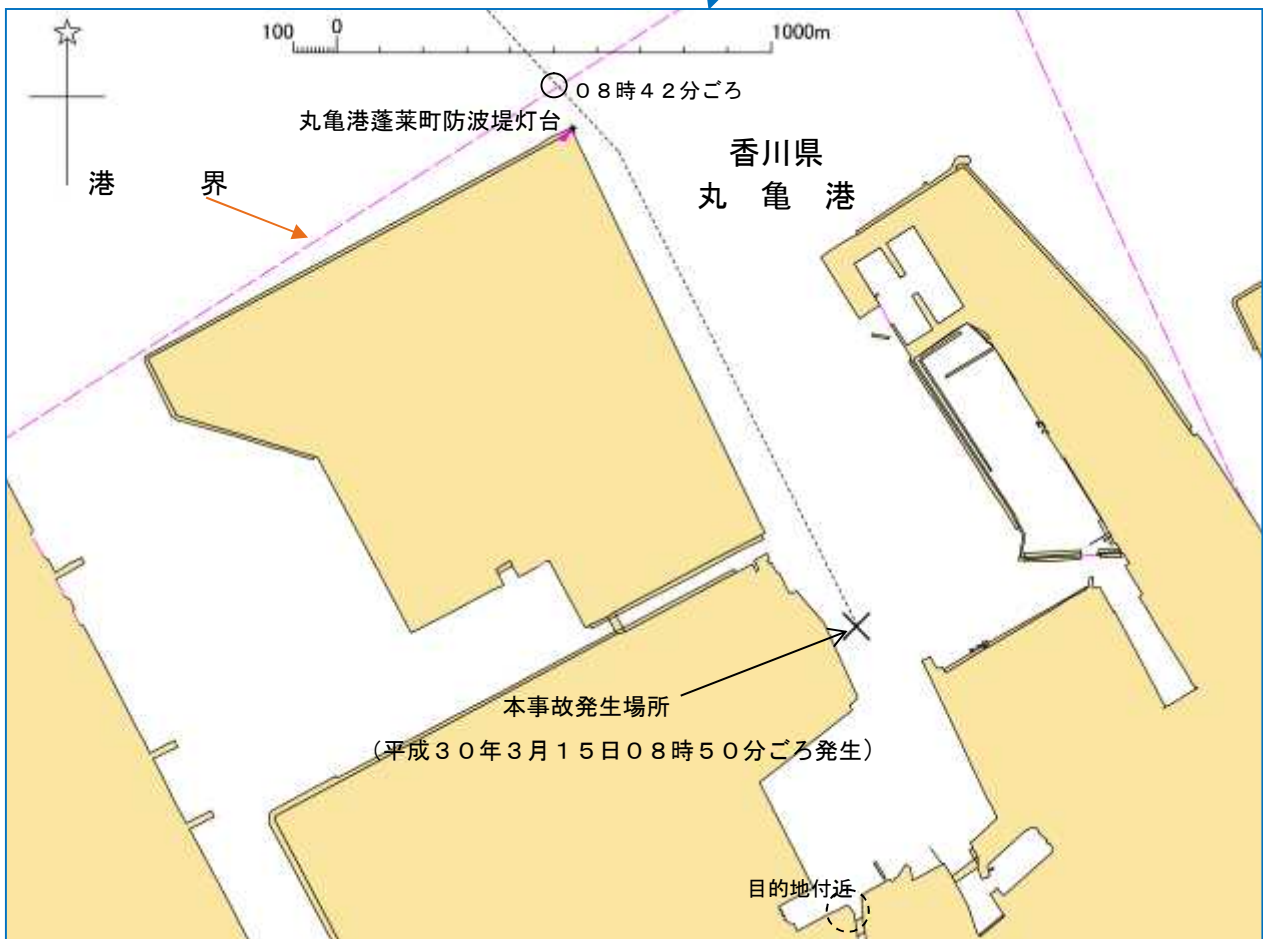 100 0 1000m
08時42分ごろ
丸亀港蓬莱町防波堤灯台
香川県
丸 亀 港
港 界
本事故発生場所
(平成30年3月15日08時50分ごろ発生)
目的地付近